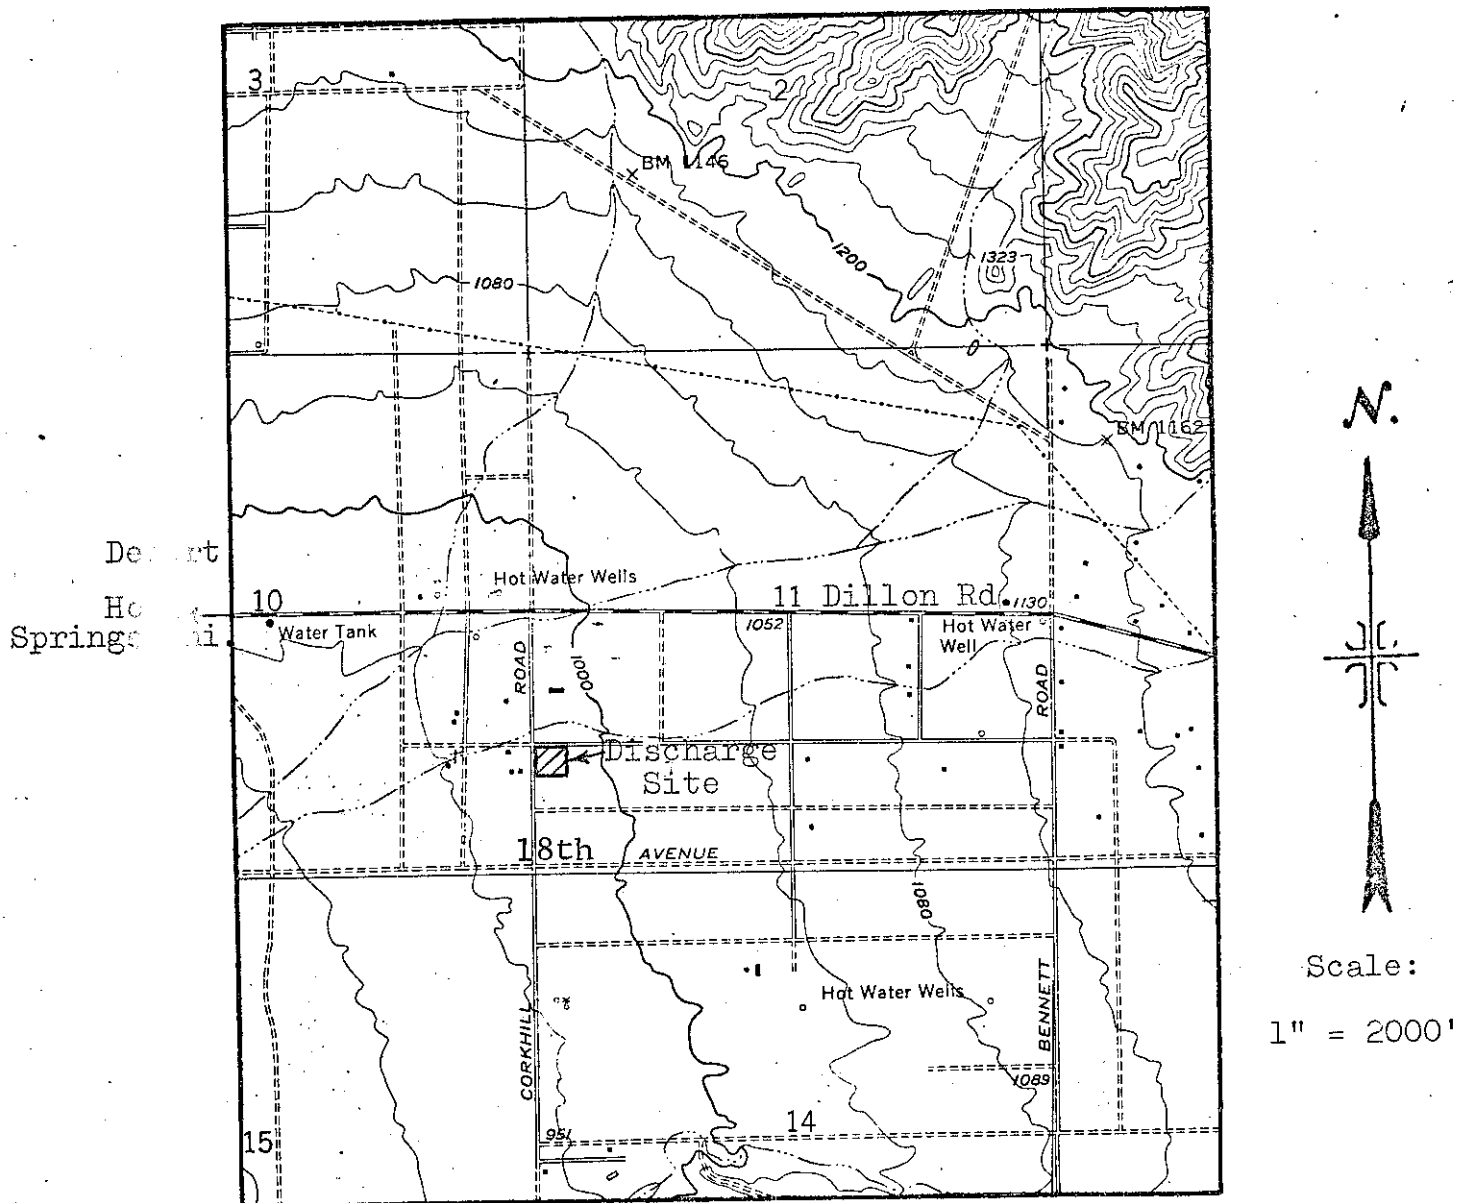 3
2
BM 1146
1200
1323
1080
N.
BM 1162
Hot Water Wells
10
11 Dillon Rd.
1130
Springs
Water Tank
1052
Hot Water
Well
ROAD
1000
ROAD
Discharge
Site
18th AVENUE
1080
Scale:
1" = 2000'
Hot Water Wells
CORKHILL
BENNETT
1089
951
14
15